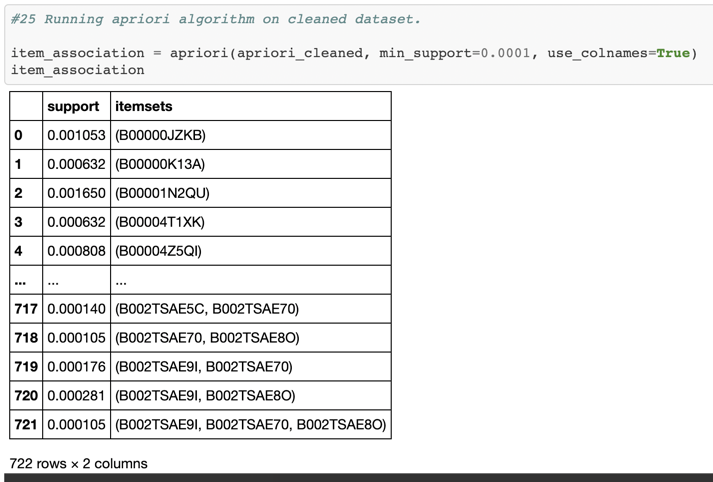 #25 Running apriori algorithm on cleaned dataset.
item_association = apriori(apriori_cleaned, min_support=0.0001, use_colnames=True)
item_association
support itemsets
0 0.001053 (B00000JZKB)
1 0.000632 (B00000K13A)
2 0.001650 (B00001N2QU)
3 0.000632 (B00004T1XK)
4 0.000808 (B00004Z5QI)
... ... ...
717 0.000140 (B002TSAE5C, B002TSAE70)
718 0.000105 (B002TSAE70, B002TSAE8O)
719 0.000176 (B002TSAE9I, B002TSAE70)
720 0.000281 (B002TSAE9I, B002TSAE8O)
721 0.000105 (B002TSAE9I, B002TSAE70, B002TSAE8O)
722 rows × 2 columns